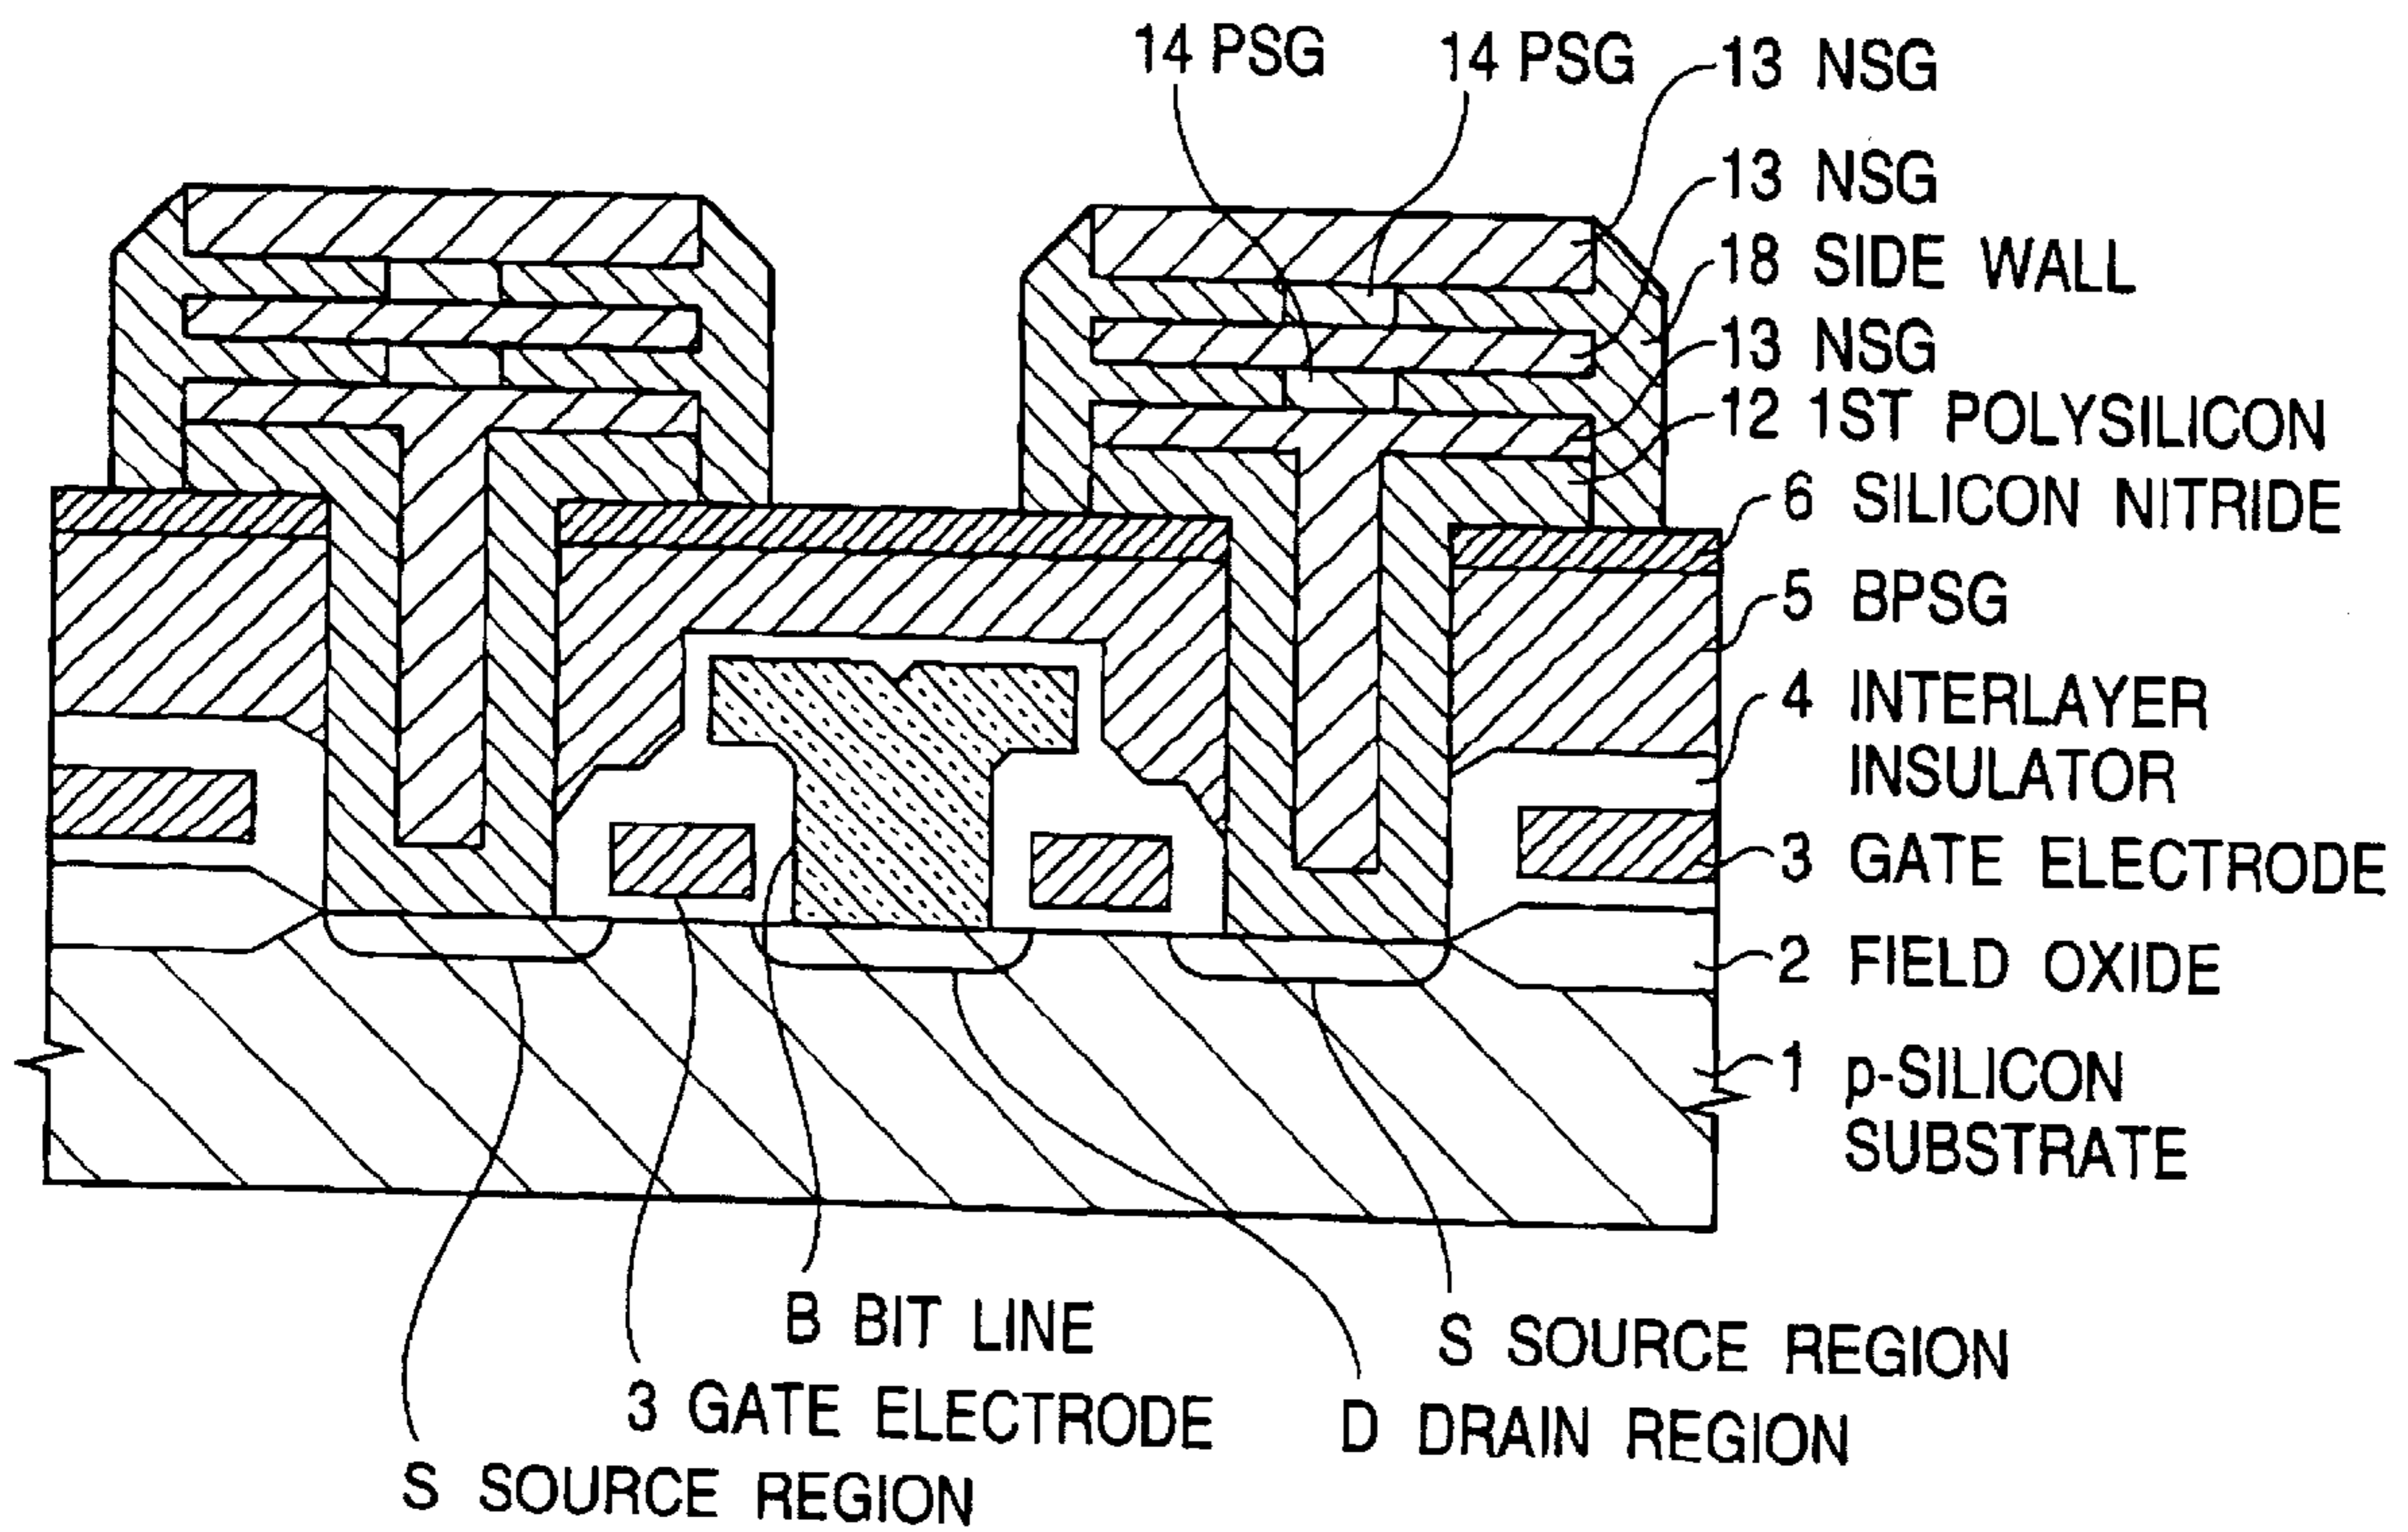 14 PSG
14 PSG
13 NSG
13 NSG
18 SIDE WALL
13 NSG
12 1ST POLYSILICON
6 SILICON NITRIDE
5 BPSG
4 INTERLAYER
INSULATOR
3 GATE ELECTRODE
2 FIELD OXIDE
1 p-SILICON
SUBSTRATE
B BIT LINE
S SOURCE REGION
3 GATE ELECTRODE
D DRAIN REGION
S SOURCE REGION